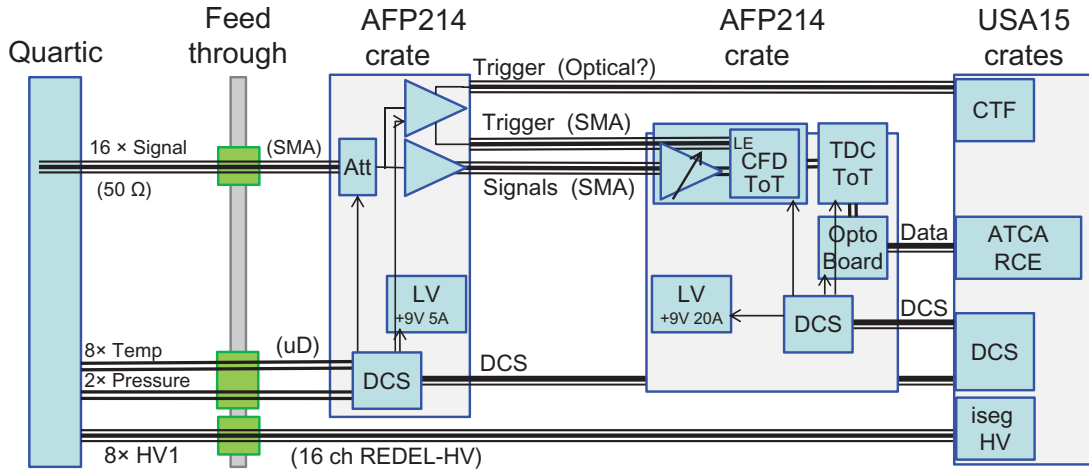 Quartic
Feed
through
AFP214
crate
AFP214
crate
USA15
crates
Trigger (Optical?)
CTF
16 × Signal
(SMA)
(50 Ω)
Att
Trigger (SMA)
Signals (SMA)
LE
CFD
ToT
TDC
ToT
Opto
Board
Data
ATCA
RCE
LV
+9V 5A
LV
+9V 20A
DCS
DCS
DCS
8× Temp
(uD)
2× Pressure
DCS
DCS
8× HV1
(16 ch REDEL-HV)
iseg
HV